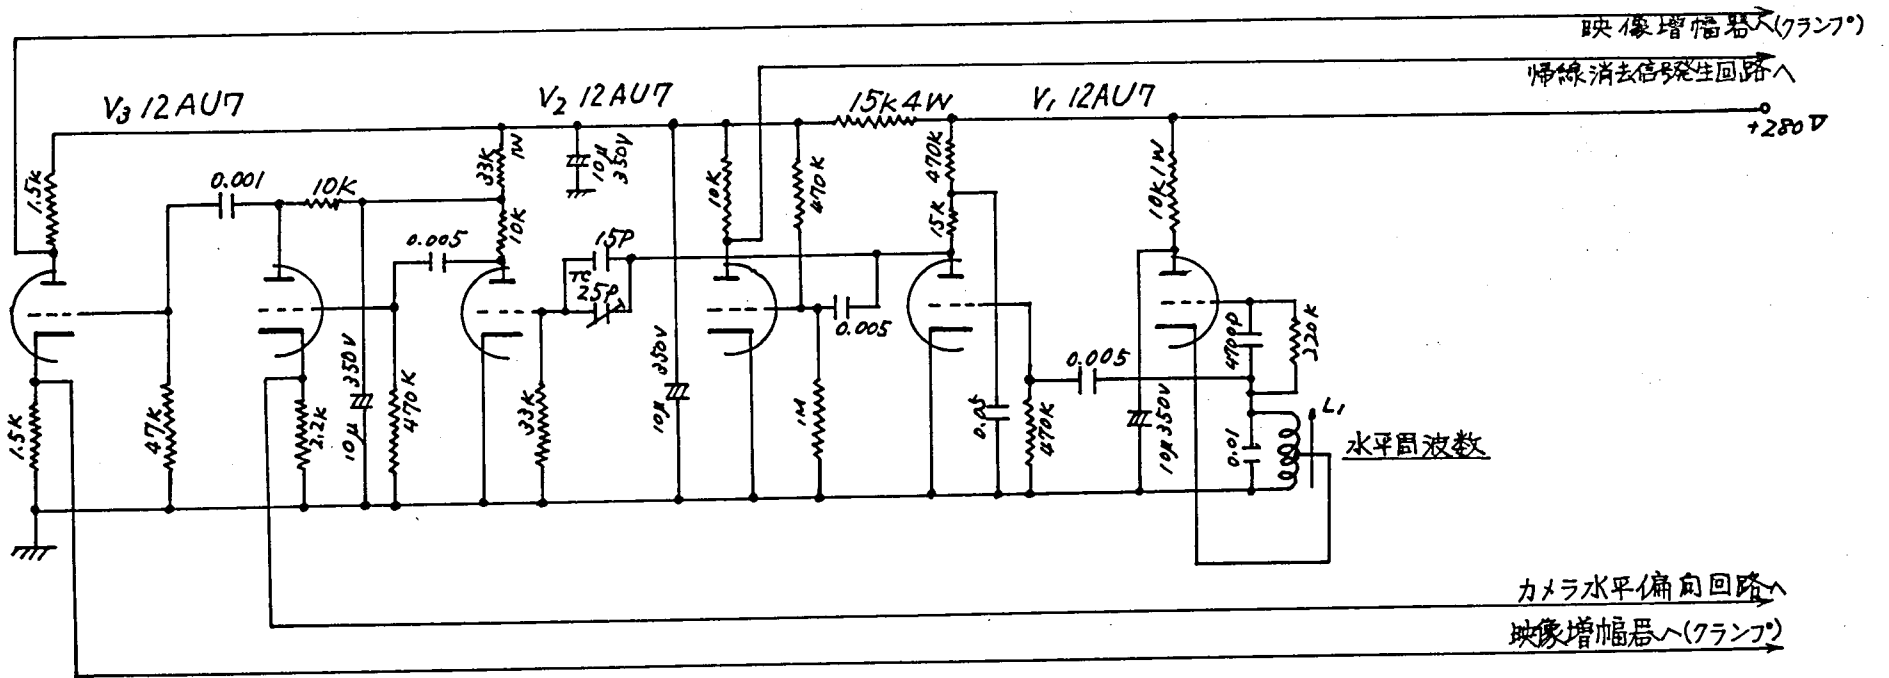 映像増幅器へ(クランプ)
帰線消去信号発生回路へ
V3 12AU7
V2 12AU7
15K 4W
V1 12AU7
+280V
1.5K
0.001
10K
33K 1W
10μ 350V
10K
470K
470K
15K
10K 1W
10K
0.005
15P
TC 25P
0.005
0.005
4700P
220K
350V 10μ
470K
33K
10μ 350V
1M
0.05
470K
10μ 350V
0.01
L1
水平周波数
1.5K
47K
2.2K
カメラ水平偏向回路へ
映像増幅器へ(クランプ)